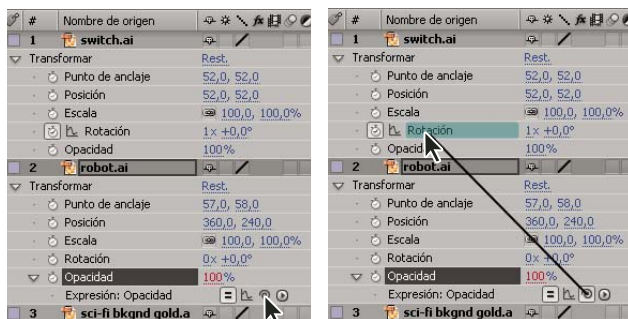 # Nombre de origen
1 switch.ai
Transformar Rest.
Punto de anclaje 52,0, 52,0
Posición 52,0, 52,0
Escala 100,0, 100,0%
Rotación 1x +0,0°
Opacidad 100%
2 robot.ai
Transformar Rest.
Punto de anclaje 57,0, 58,0
Posición 360,0, 240,0
Escala 100,0, 100,0%
Rotación 0x +0,0°
Opacidad 100%
Expresión: Opacidad
3 sci-fi bkgnd gold.a
# Nombre de origen
1 switch.ai
Transformar Rest.
Punto de anclaje 52,0, 52,0
Posición 52,0, 52,0
Escala 100,0, 100,0%
Rotación 1x +0,0°
Opacidad 100%
2 robot.ai
Transformar Rest.
Punto de anclaje 57,0, 58,0
Posición 360,0, 240,0
Escala 100,0, 100,0%
Rotación 0x +0,0°
Opacidad 100%
Expresión: Opacidad
3 sci-fi bkgnd gold.a